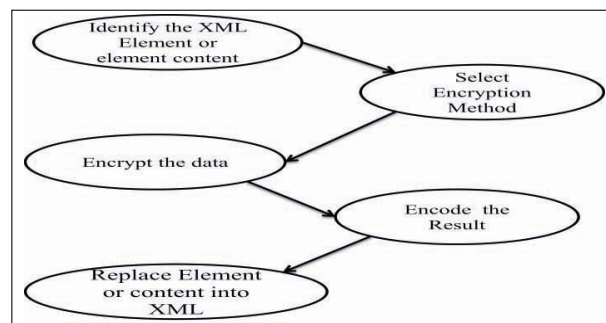 Identify the XML
Element or
element content
Select
Encryption
Method
Encrypt the data
Encode the
Result
Replace Element
or content into
XML